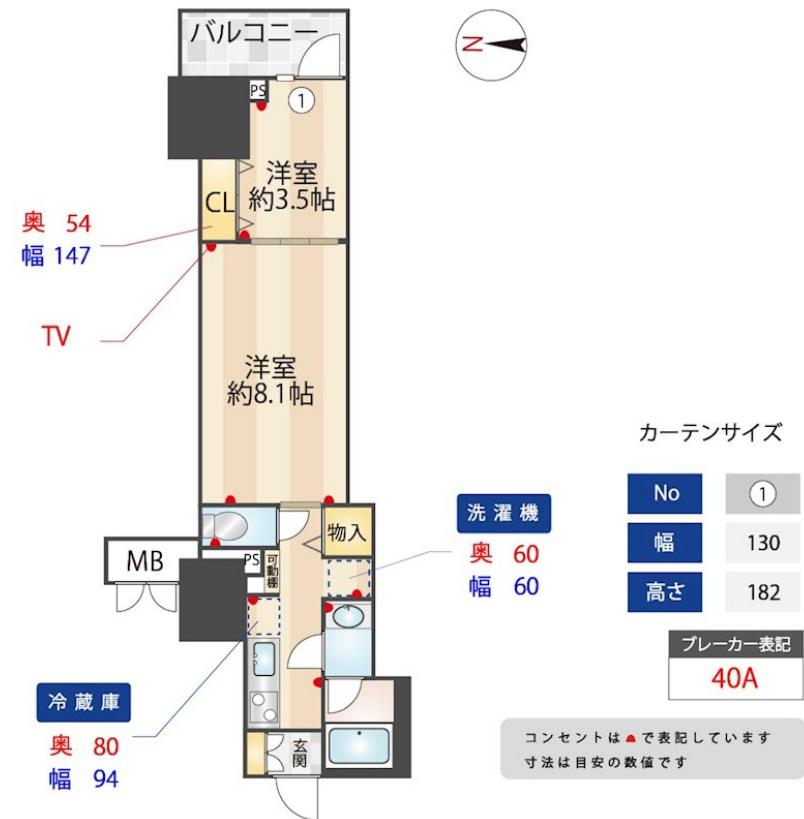 バルコニー
N
PS
①
洋室
約3.5帖
CL
奥 54
幅 147
TV
洋室
約8.1帖
カーテンサイズ
No ①
幅 130
高さ 182
洗濯機
奥 60
幅 60
物入
MB
PS
可動棚
ブレーカー表記
40A
冷蔵庫
奥 80
幅 94
玄関
コンセントは で表記しています
寸法は目安の数値です